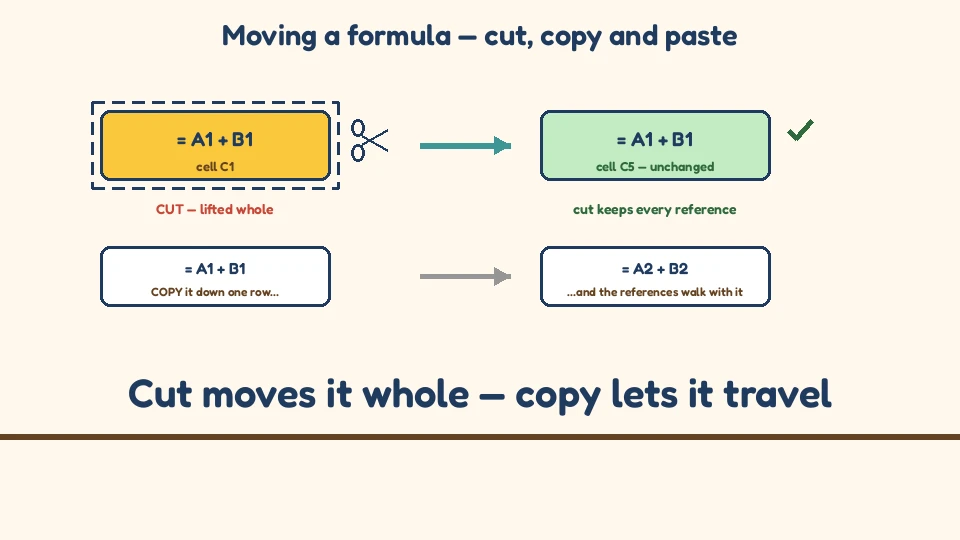 Moving a formula — cut, copy and paste
= A1 + B1
cell C1
= A1 + B1
cell C5 — unchanged
CUT — lifted whole
cut keeps every reference
= A1 + B1
COPY it down one row...
= A2 + B2
...and the references walk with it
Cut moves it whole — copy lets it travel